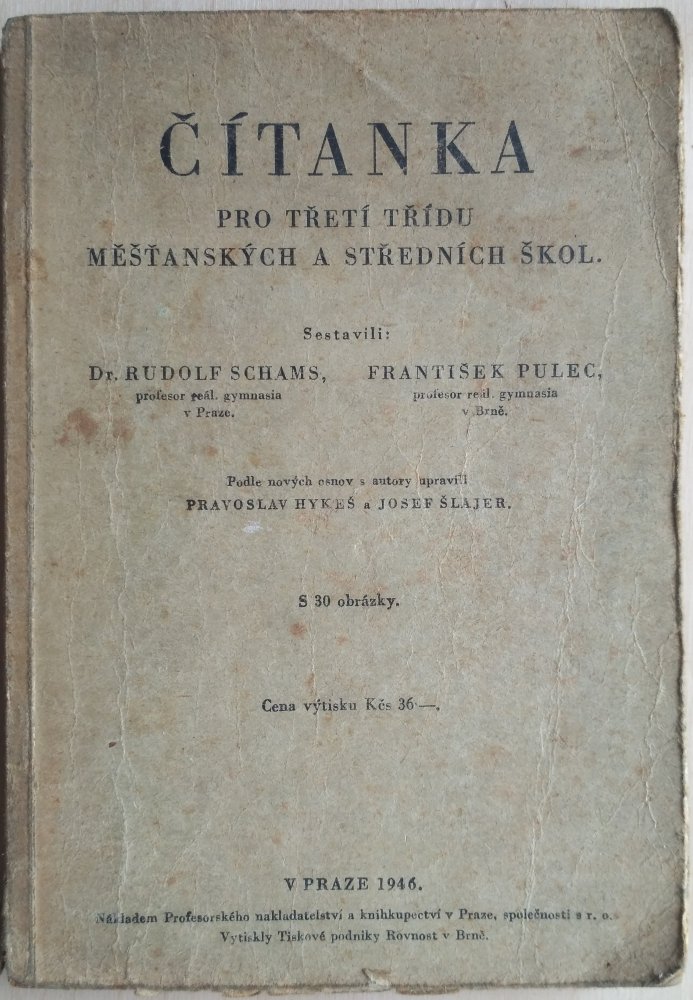 ČÍTANKA
PRO TŘETÍ TŘÍDU
MĚŠŤANSKÝCH A STŘEDNÍCH ŠKOL.
Sestavili:
Dr. RUDOLF SCHAMS, FRANTIŠEK PULEC,
profesor reál. gymnasia profesor reál. gymnasia
v Praze. v Brně.
Podle nových osnov s autory upravili
PRAVOSLAV HYKEŠ a JOSEF ŠLAJER.
S 30 obrázky.
Cena výtisku Kčs 36·—.
V PRAZE 1946.
Nákladem Profesorského nakladatelství a knihkupectví v Praze, společnosti s r. o.
Vytiskly Tiskové podniky Rovnost v Brně.